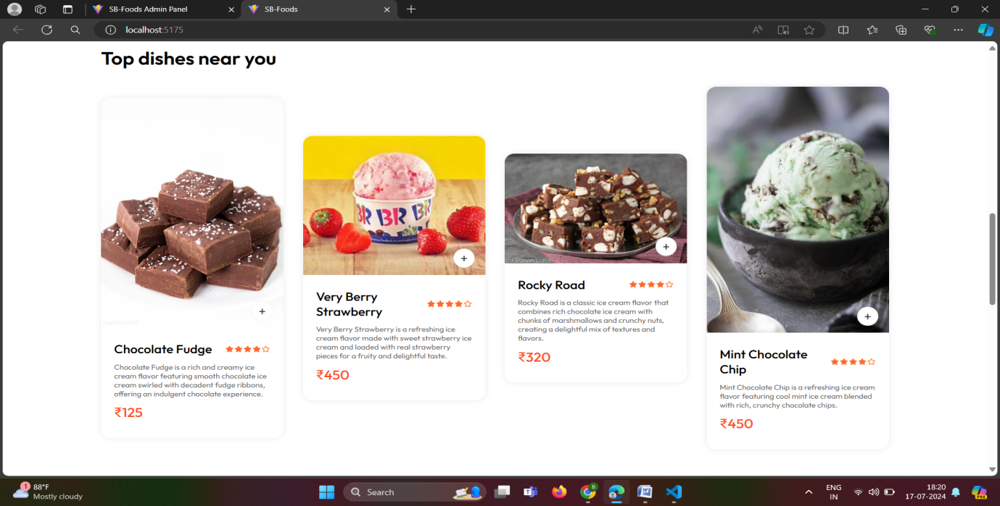 SB-Foods Admin Panel
SB-Foods
localhost:5175
Top dishes near you
BR BR BR
Chocolate Fudge
Chocolate Fudge is a rich and creamy ice
cream flavor featuring smooth chocolate ice
cream swirled with decadent fudge ribbons,
offering an indulgent chocolate experience.
₹125
Very Berry
Strawberry
Very Berry Strawberry is a refreshing ice
cream flavor made with sweet strawberry ice
cream and loaded with real strawberry
pieces for a fruity and delightful taste.
₹450
Rocky Road
Rocky Road is a classic ice cream flavor that
combines rich chocolate ice cream with
chunks of marshmallows and crunchy nuts,
creating a delightful mix of textures and
flavors.
₹320
Mint Chocolate
Chip
Mint Chocolate Chip is a refreshing ice cream
flavor featuring cool mint ice cream blended
with rich, crunchy chocolate chips.
₹450
1
88°F
Mostly cloudy
Search
B
ENG
IN
18:20
17-07-2024
PRE